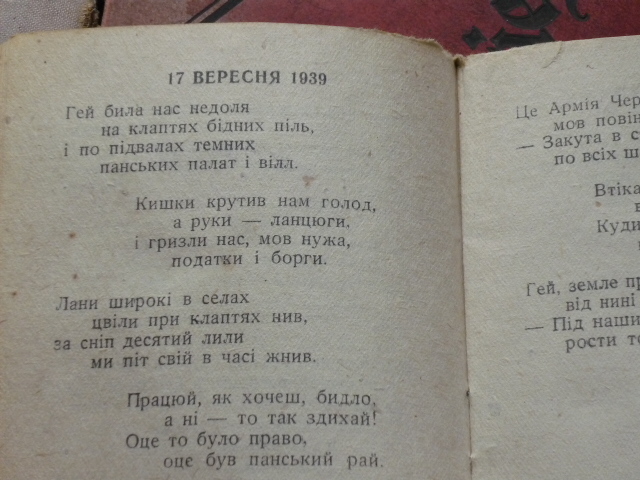 17 ВЕРЕСНЯ 1939
Гей била нас недоля
на клаптях бідних піль,
і по підвалах темних
панських палат і вілл.
Кишки крутив нам голод,
а руки — ланцюги,
і гризли нас, мов нужа,
податки і борги.
Лани широкі в селах
цвіли при клаптях нив,
за сніп десятий лили
ми піт свій в часі жнив.
Працюй, як хочеш, бидло,
а ні — то так здихай!
Оце то було право,
оце був панський рай.
Це Армія Чер
мов повін
— Закута в с
по всіх ш
Втіка
в
Куди
Гей, земле пр
від нині
— Під наши
рости то